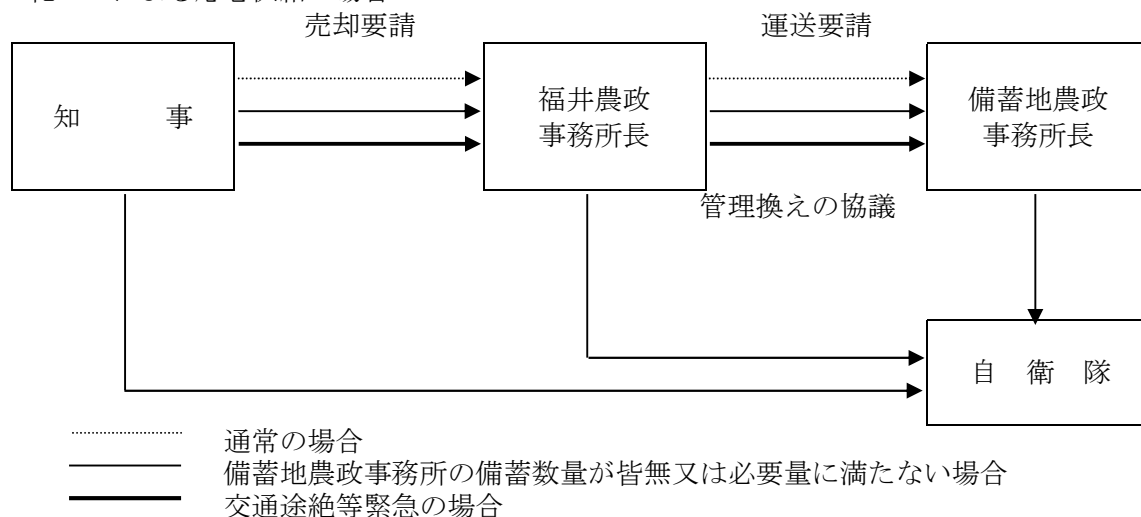 売却要請 運送要請
知 事
福井農政
事務所長
備蓄地農政
事務所長
管理換えの協議
自 衛 隊
通常の場合
備蓄地農政事務所の備蓄数量が皆無又は必要量に満たない場合
交通途絶等緊急の場合